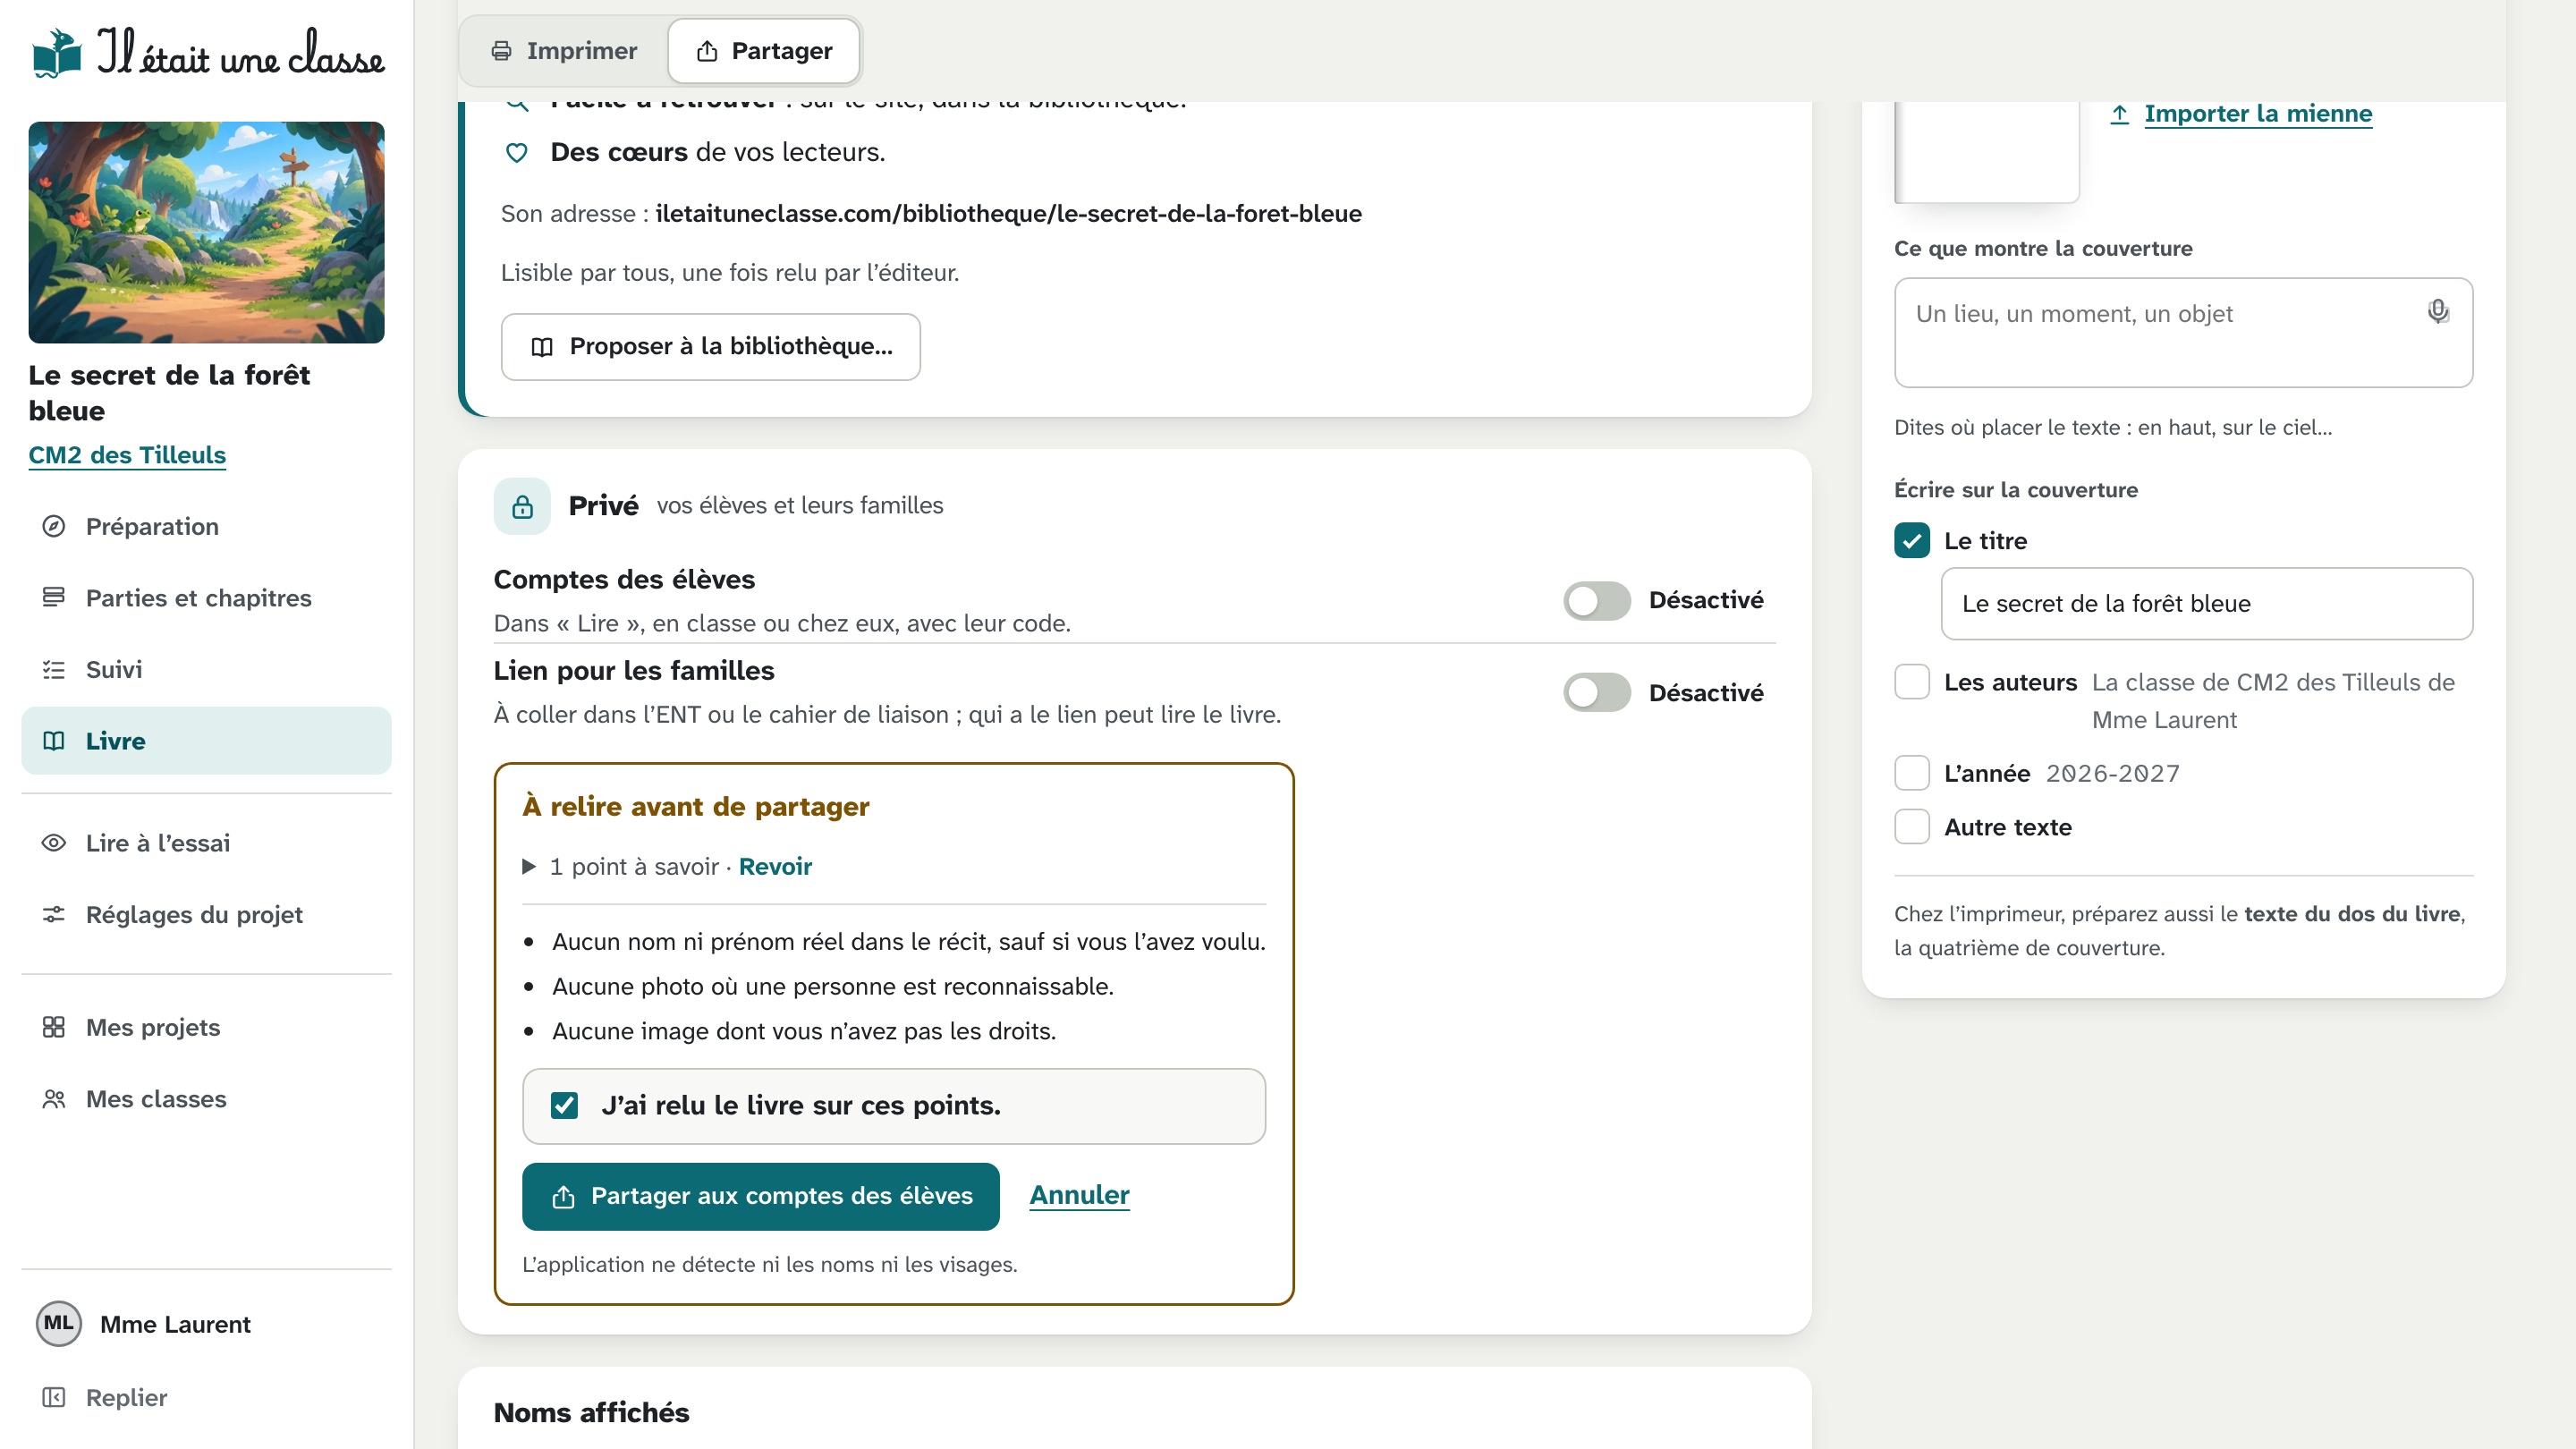 Il était une classe
Le secret de la forêt
bleue
CM2 des Tilleuls
Préparation
Parties et chapitres
Suivi
Livre
Lire à l’essai
Réglages du projet
Mes projets
Mes classes
ML
Mme Laurent
Replier
Imprimer
Partager
Facile à retrouver : sur le site, dans la bibliothèque.
Des cœurs de vos lecteurs.
Son adresse : iletaituneclasse.com/bibliotheque/le-secret-de-la-foret-bleue
Lisible par tous, une fois relu par l’éditeur.
Proposer à la bibliothèque...
Privé vos élèves et leurs familles
Comptes des élèves
Dans « Lire », en classe ou chez eux, avec leur code.
Désactivé
Lien pour les familles
À coller dans l’ENT ou le cahier de liaison ; qui a le lien peut lire le livre.
Désactivé
À relire avant de partager
1 point à savoir · Revoir
Aucun nom ni prénom réel dans le récit, sauf si vous l’avez voulu.
Aucune photo où une personne est reconnaissable.
Aucune image dont vous n’avez pas les droits.
J’ai relu le livre sur ces points.
Partager aux comptes des élèves
Annuler
L’application ne détecte ni les noms ni les visages.
Noms affichés
Importer la mienne
Ce que montre la couverture
Un lieu, un moment, un objet
Dites où placer le texte : en haut, sur le ciel...
Écrire sur la couverture
Le titre
Le secret de la forêt bleue
Les auteurs La classe de CM2 des Tilleuls de
Mme Laurent
L’année 2026-2027
Autre texte
Chez l’imprimeur, préparez aussi le texte du dos du livre,
la quatrième de couverture.